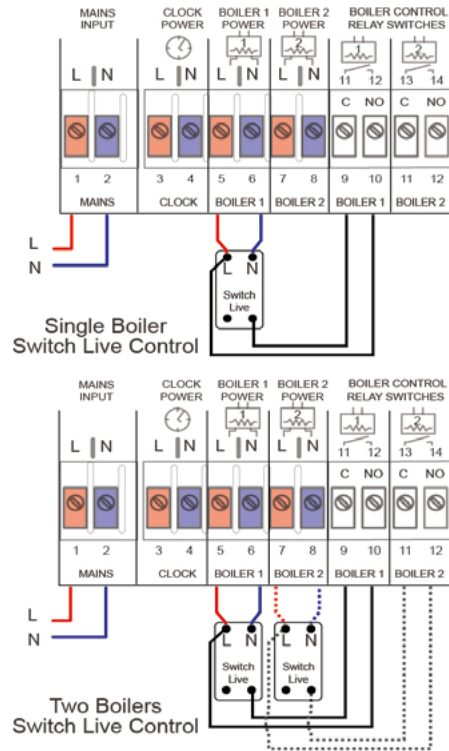 MAINS INPUT CLOCK POWER BOILER 1 POWER BOILER 2 POWER BOILER CONTROL RELAY SWITCHES
1 2 1 2
L N L N L N L N 11 12 13 14
C NO C NO
1 2 3 4 5 6 7 8 9 10 11 12
MAINS CLOCK BOILER 1 BOILER 2 BOILER 1 BOILER 2
L
N
L N
Switch
Live
Single Boiler
Switch Live Control
MAINS INPUT CLOCK POWER BOILER 1 POWER BOILER 2 POWER BOILER CONTROL RELAY SWITCHES
1 2 1 2
L N L N L N L N 11 12 13 14
C NO C NO
1 2 3 4 5 6 7 8 9 10 11 12
MAINS CLOCK BOILER 1 BOILER 2 BOILER 1 BOILER 2
L
N
L N L N
Switch Switch
Live Live
Two Boilers
Switch Live Control